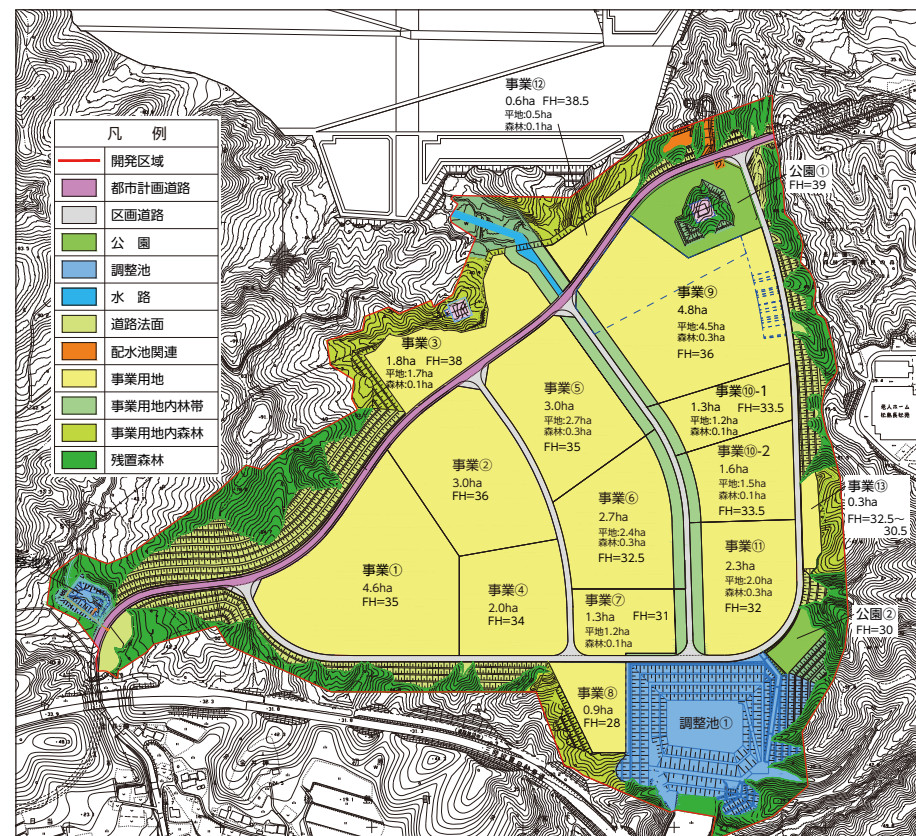 凡　例
開発区域
都市計画道路
区画道路
公　園
調整池
水　路
道路法面
配水池関連
事業用地
事業用地内林帯
事業用地内森林
残置森林
事業⑫
0.6ha FH=38.5
平地:0.5ha
森林:0.1ha
公園①
FH=39
事業⑨
4.8ha
平地:4.5ha
森林:0.3ha
FH=36
事業③
1.8ha FH=38
平地:1.7ha
森林:0.1ha
事業⑤
3.0ha
平地:2.7ha
森林:0.3ha
FH=35
事業⑩-1
1.3ha FH=33.5
平地:1.2ha
森林:0.1ha
事業⑩-2
1.6ha
平地:1.5ha
森林:0.1ha
FH=33.5
事業②
3.0ha
FH=36
事業⑥
2.7ha
平地:2.4ha
森林:0.3ha
FH=32.5
事業⑬
0.3ha
FH=32.5～
30.5
事業⑪
2.3ha
平地:2.0ha
森林:0.3ha
FH=32
事業①
4.6ha
FH=35
事業④
2.0ha
FH=34
事業⑦
1.3ha FH=31
平地1.2ha
森林:0.1ha
公園②
FH=30
事業⑧
0.9ha
FH=28
調整池①
老人ホーム